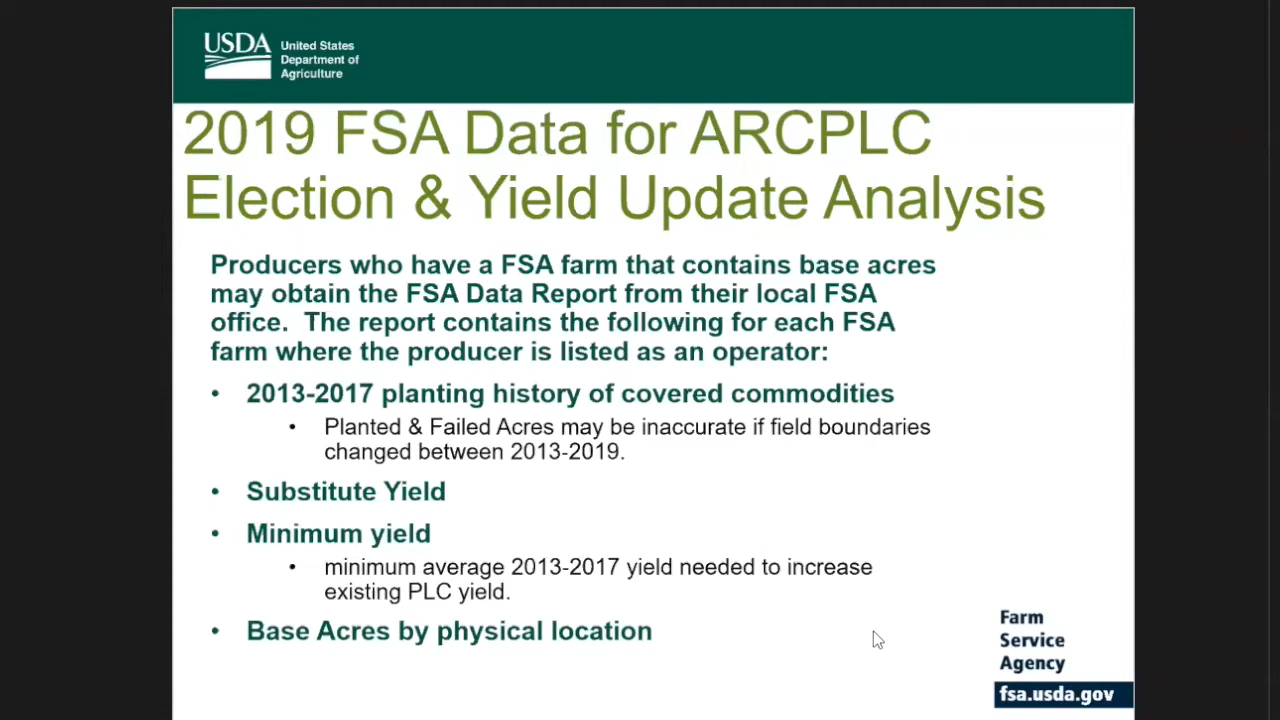 USDA
United States
Department of
Agriculture
2019 FSA Data for ARCPLC
Election & Yield Update Analysis
Producers who have a FSA farm that contains base acres
may obtain the FSA Data Report from their local FSA
office.  The report contains the following for each FSA
farm where the producer is listed as an operator:
• 2013-2017 planting history of covered commodities
• Planted & Failed Acres may be inaccurate if field boundaries
changed between 2013-2019.
• Substitute Yield
• Minimum yield
• minimum average 2013-2017 yield needed to increase
existing PLC yield.
• Base Acres by physical location
Farm
Service
Agency
fsa.usda.gov